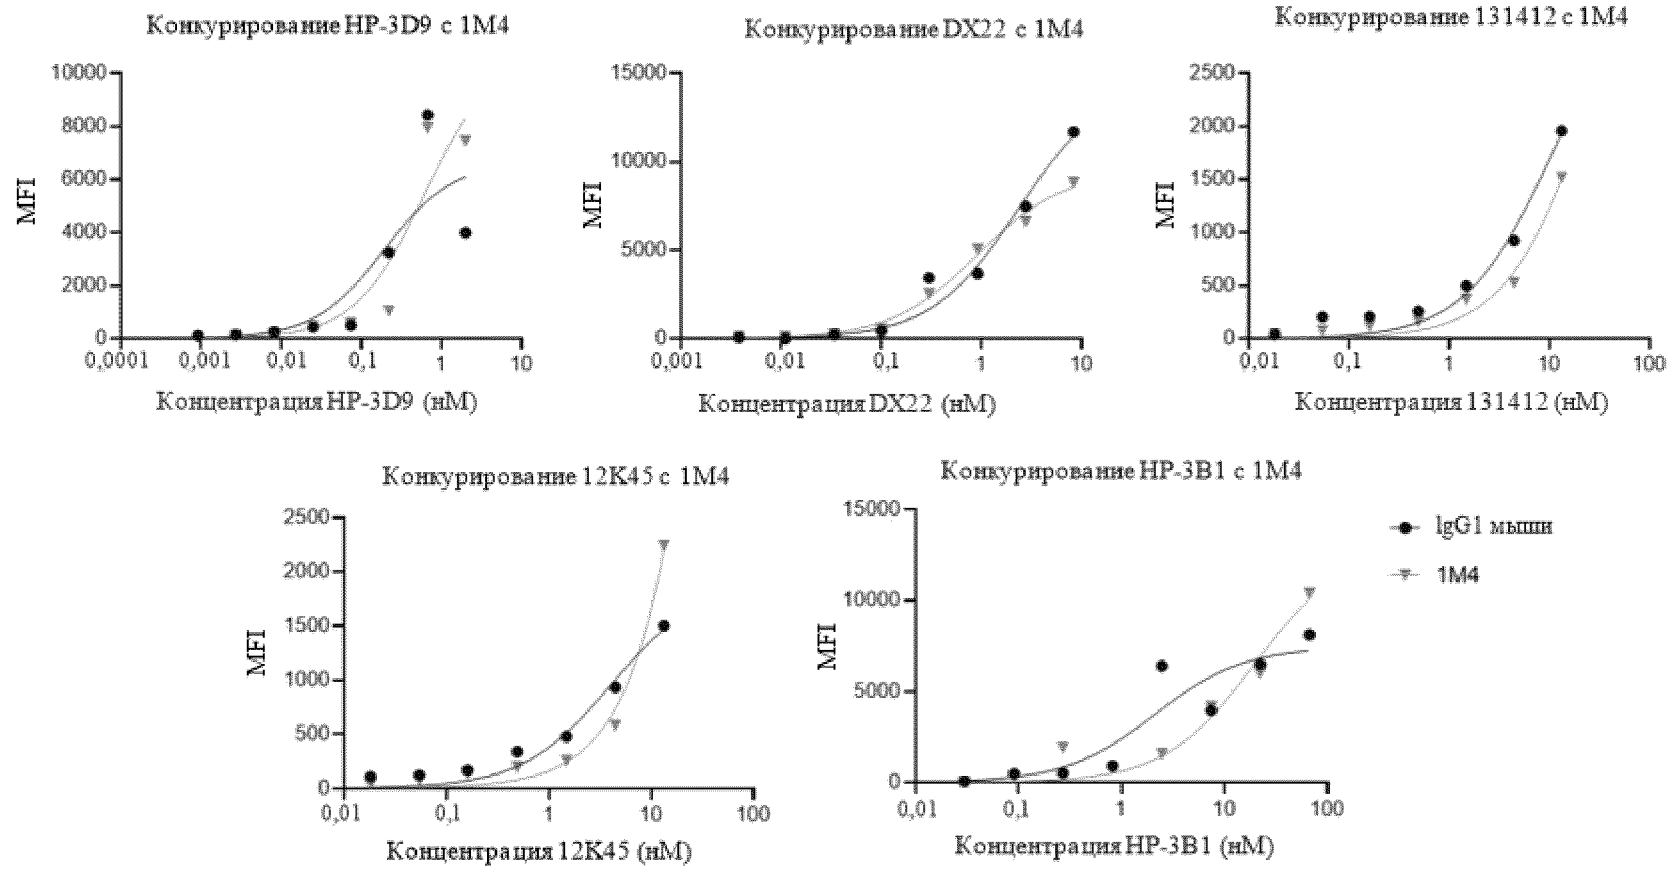 Конкурирование HP-3D9 с 1М4
10000
8000
6000
4000
2000
0
MFI
0,0001 0,001 0,01 0,1 1 10
Концентрация HP-3D9 (нМ)
Конкурирование DX22 с 1М4
15000
10000
5000
0
MFI
0,001 0,01 0,1 1 10
Концентрация DX22 (нМ)
Конкурирование 131412 с 1М4
2500
2000
1500
1000
500
0
MFI
0,01 0,1 1 10 100
Концентрация 131412 (нМ)
Конкурирование 12K45 с 1М4
2500
2000
1500
1000
500
0
MFI
0,01 0,1 1 10 100
Концентрация 12K45 (нМ)
Конкурирование HP-3B1 с 1М4
15000
10000
5000
0
MFI
0,01 0,1 1 10 100
Концентрация HP-3B1 (нМ)
IgG1 мыши
1M4